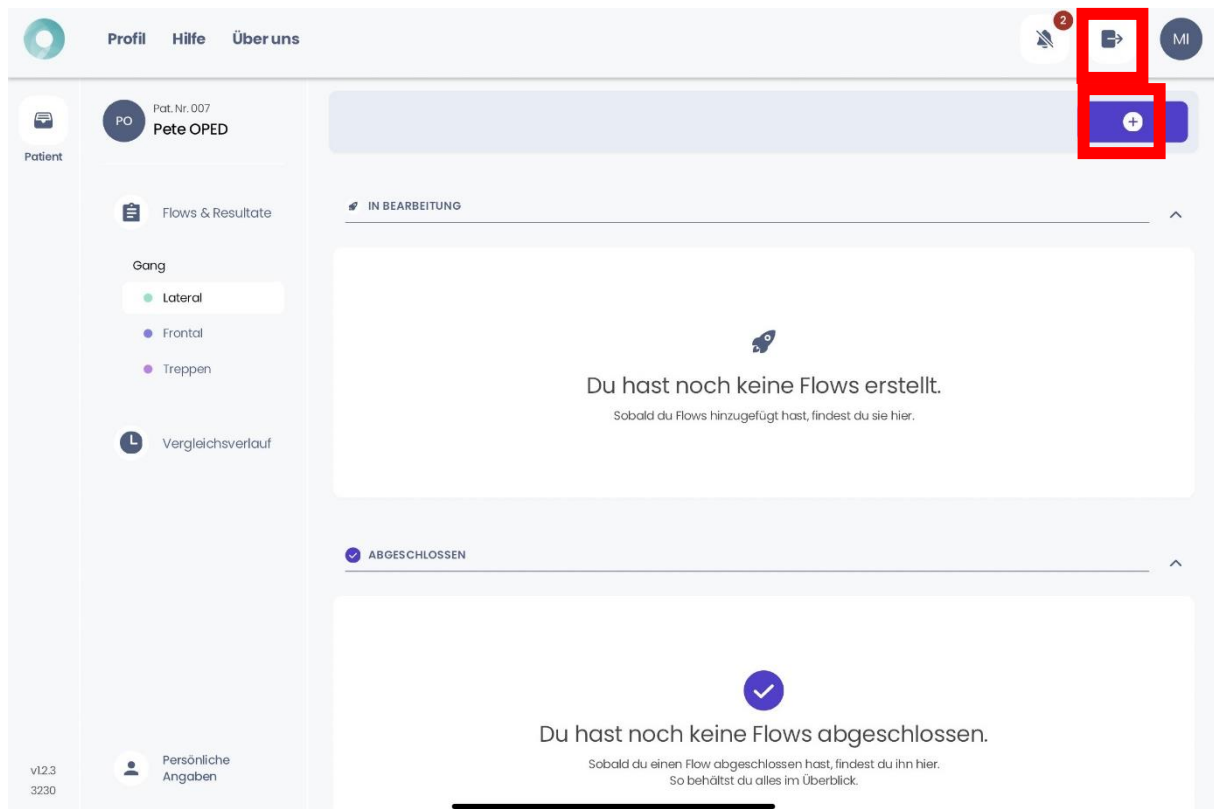 Profil Hilfe Über uns
2
MI
Patient
PO
Pat. Nr. 007
Pete OPED
Flows & Resultate
Gang
Lateral
Frontal
Treppen
Vergleichsverlauf
Persönliche
Angaben
v1.2.3
3230
IN BEARBEITUNG
Du hast noch keine Flows erstellt.
Sobald du Flows hinzugefügt hast, findest du sie hier.
ABGESCHLOSSEN
Du hast noch keine Flows abgeschlossen.
Sobald du einen Flow abgeschlossen hast, findest du ihn hier.
So behältst du alles im Überblick.